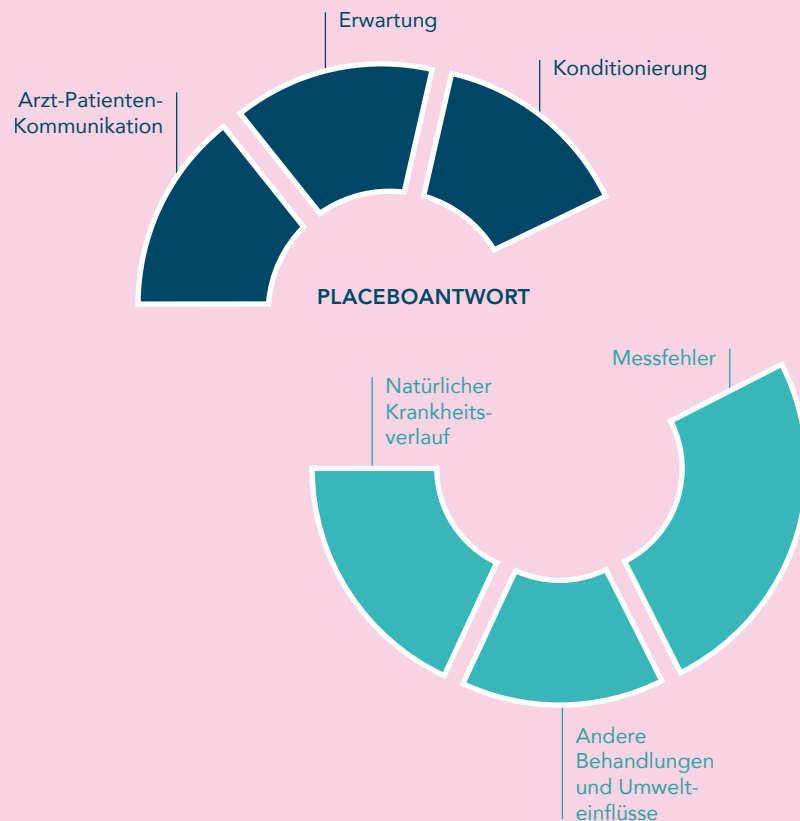 Erwartung
Konditionierung
Arzt-Patienten-
Kommunikation
PLACEBOANTWORT
Messfehler
Natürlicher
Krankheits-
verlauf
Andere
Behandlungen
und Umwelt-
einflüsse